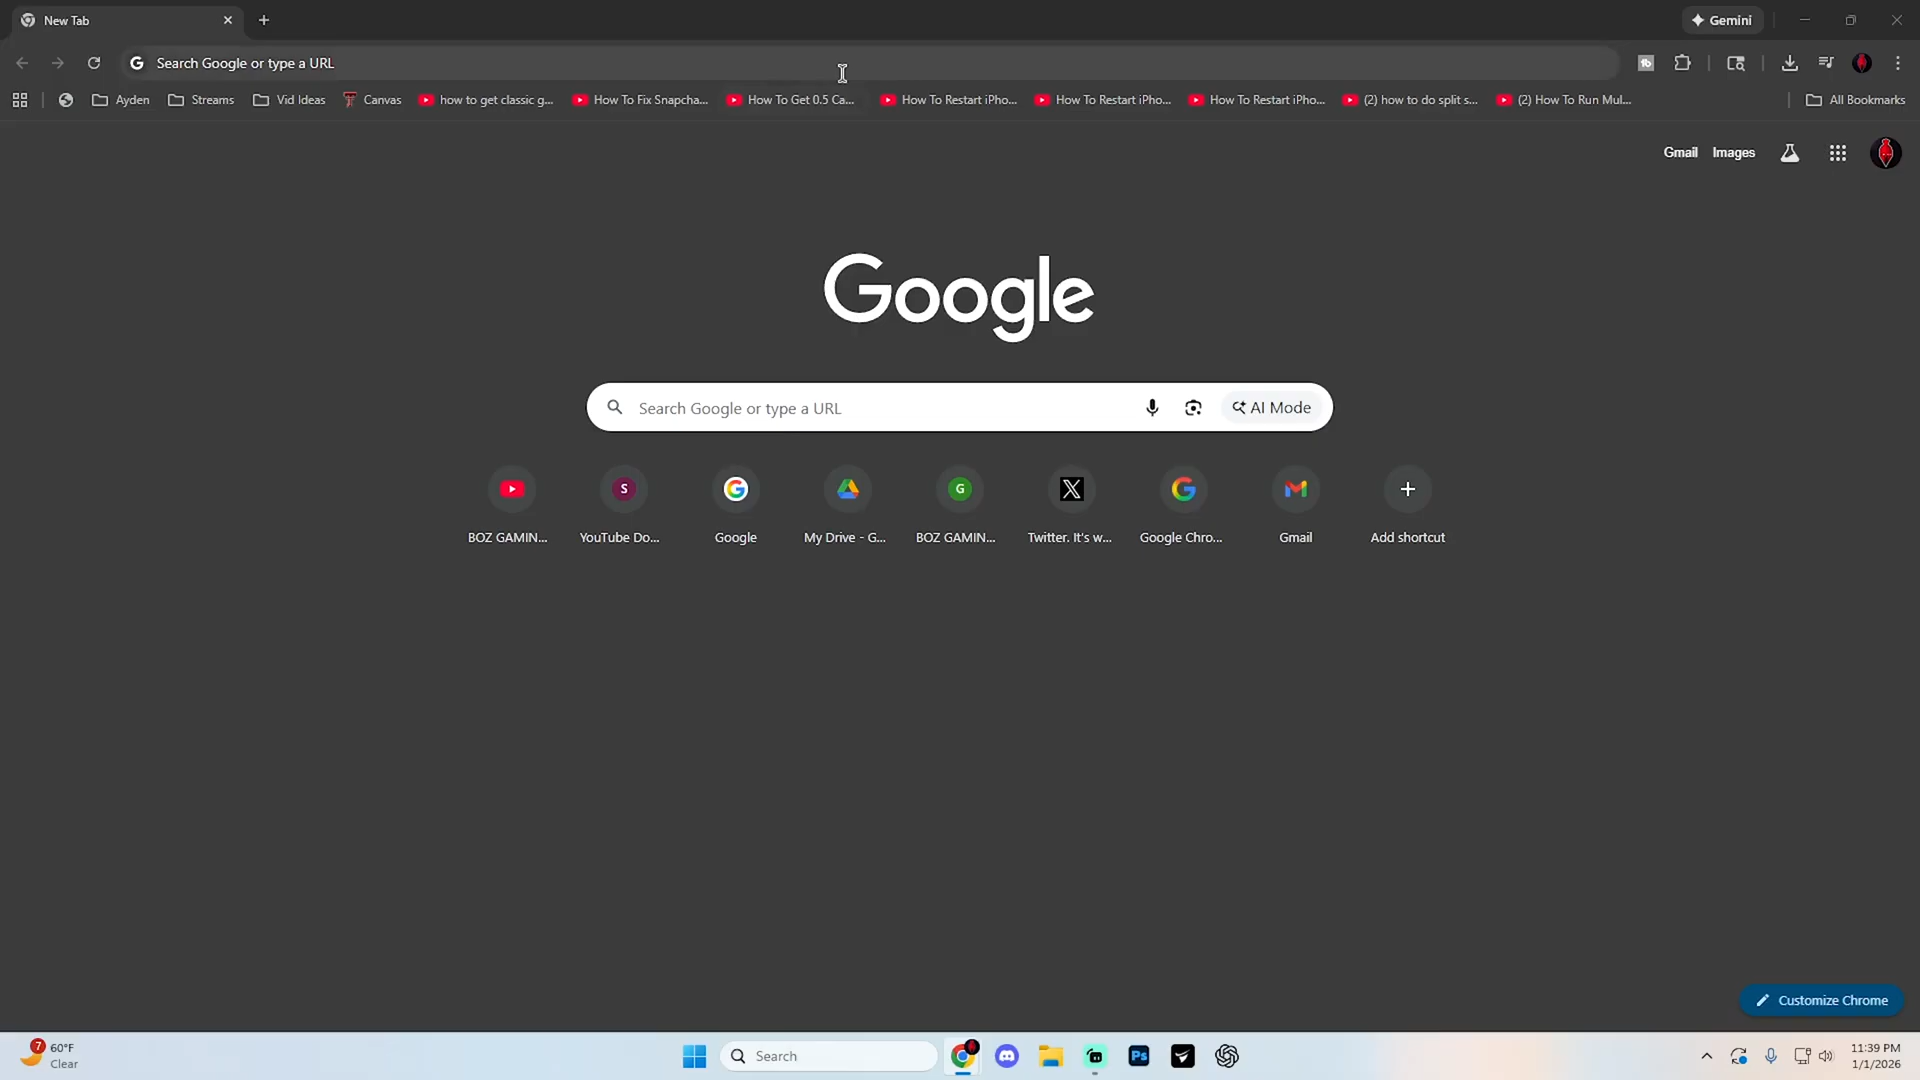 New Tab
Gemini
Search Google or type a URL
Ayden
Streams
Vid Ideas
Canvas
how to get classic g...
How To Fix Snapcha...
How To Get 0.5 Ca...
How To Restart iPho...
How To Restart iPho...
How To Restart iPho...
(2) how to do split s...
(2) How To Run Mul...
All Bookmarks
Gmail
Images
Google
Search Google or type a URL
AI Mode
S
G
BOZ GAMIN...
YouTube Do...
Google
My Drive - G...
BOZ GAMIN...
Twitter. It's w...
Google Chro...
Gmail
Add shortcut
Customize Chrome
7
60°F
Clear
Search
Ps
11:39 PM
1/1/2026